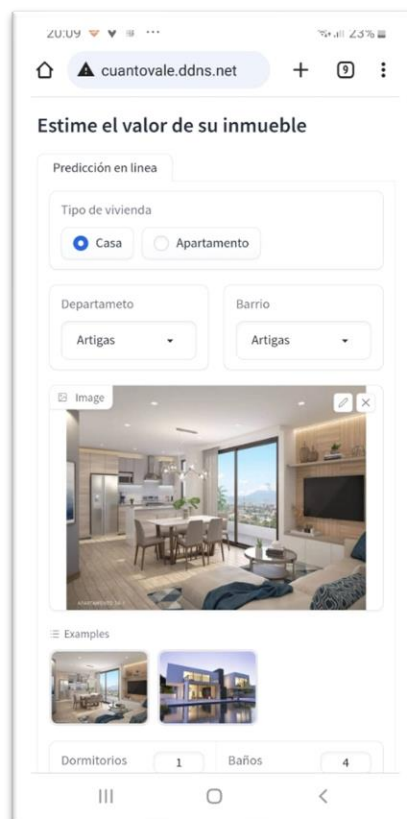 20:09 23%
cuantovale.ddns.net + 9
Estime el valor de su inmueble
Predicción en linea
Tipo de vivienda
Casa Apartamento
Departameto Barrio
Artigas Artigas
Image
Examples
Dormitorios 1 Baños 4